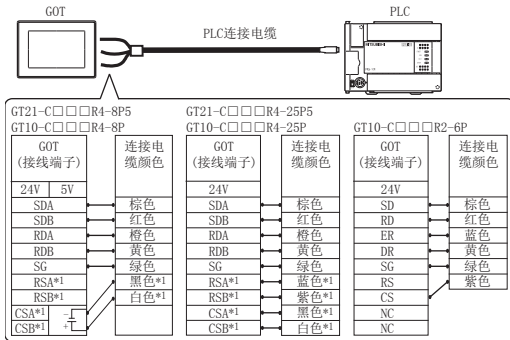 GOT
PLC连接电缆
PLC
GT21-C□□□R4-8P5
GT10-C□□□R4-8P
GOT
(接线端子)
连接电
缆颜色
24V 5V
SDA 棕色
SDB 红色
RDA 橙色
RDB 黄色
SG 绿色
RSA*1 黑色*1
RSB*1 白色*1
CSA*1 -
CSB*1 +
GT21-C□□□R4-25P5
GT10-C□□□R4-25P
GOT
(接线端子)
连接电
缆颜色
24V
SDA 棕色
SDB 红色
RDA 橙色
RDB 黄色
SG 绿色
RSA*1 蓝色*1
RSB*1 紫色*1
CSA*1 黑色*1
CSB*1 白色*1
GT10-C□□□R2-6P
GOT
(接线端子)
连接电
缆颜色
24V
SD 棕色
RD 红色
ER 蓝色
DR 黄色
SG 绿色
RS 紫色
CS
NC
NC